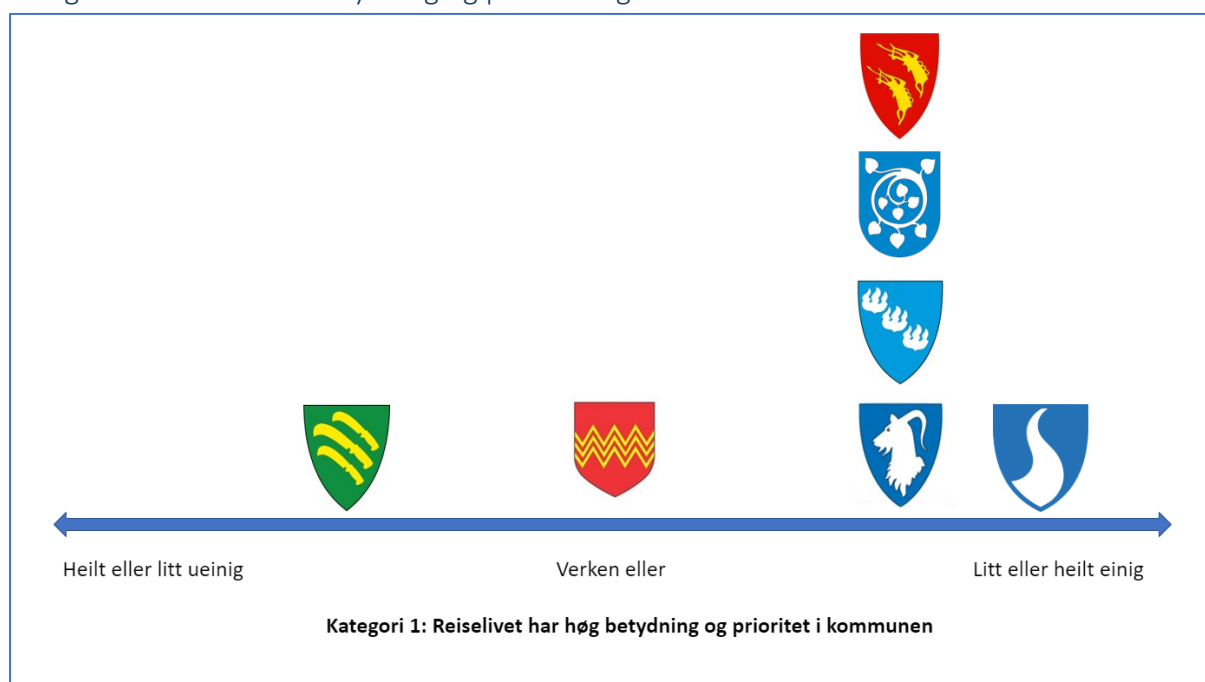 Heilt eller litt ueinig
Verken eller
Litt eller heilt einig
Kategori 1: Reiselivet har høg betydning og prioritet i kommunen